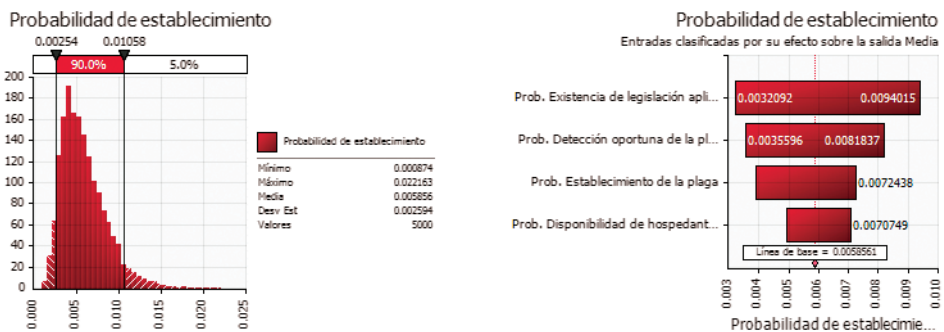 Probabilidad de establecimiento
0.00254 0.01058
90.0% 5.0%
200
180
160
140
120
100
80
60
40
20
0
0.000 0.005 0.010 0.015 0.020 0.025
Probabilidad de establecimiento
Mínimo 0.000874
Máximo 0.022163
Media 0.005856
Desv Est 0.002594
Valores 5000
Probabilidad de establecimiento
Entradas clasificadas por su efecto sobre la salida Media
Prob. Existencia de legislación apli... 0.0032092 0.0094015
Prob. Detección oportuna de la pl... 0.0035596 0.0081837
Prob. Establecimiento de la plaga 0.0072438
Prob. Disponibilidad de hospedant... 0.0070749
Línea de base = 0.0058561
0.003 0.004 0.005 0.006 0.007 0.008 0.009 0.010
Probabilidad de establecimie...